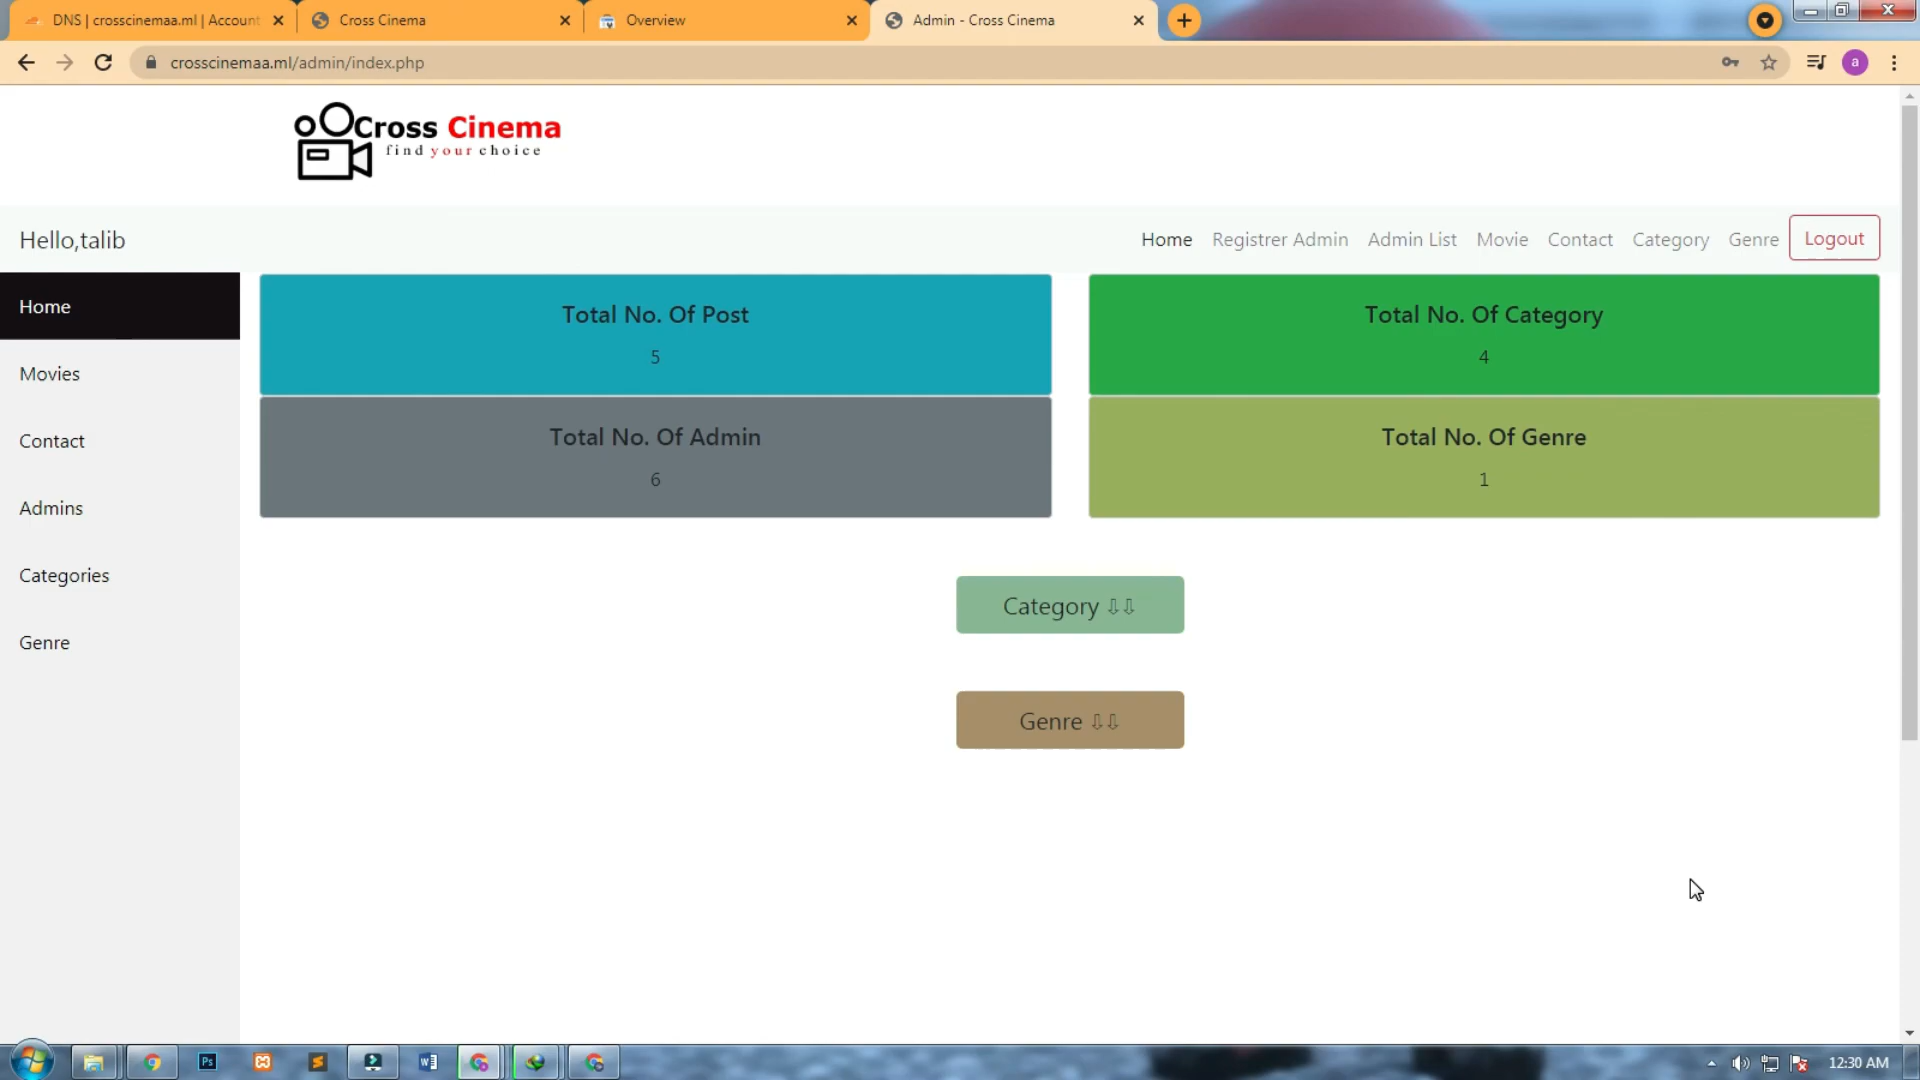 DNS | crosscinemaa.ml | Account
Cross Cinema
Overview
Admin - Cross Cinema
crosscinemaa.ml/admin/index.php
a
Cross Cinema
find your choice
Hello,talib
Home
Registrer Admin
Admin List
Movie
Contact
Category
Genre
Logout
Home
Movies
Contact
Admins
Categories
Genre
Total No. Of Post
5
Total No. Of Category
4
Total No. Of Admin
6
Total No. Of Genre
1
Category ⇩⇩
Genre ⇩⇩
Ps
W
12:30 AM